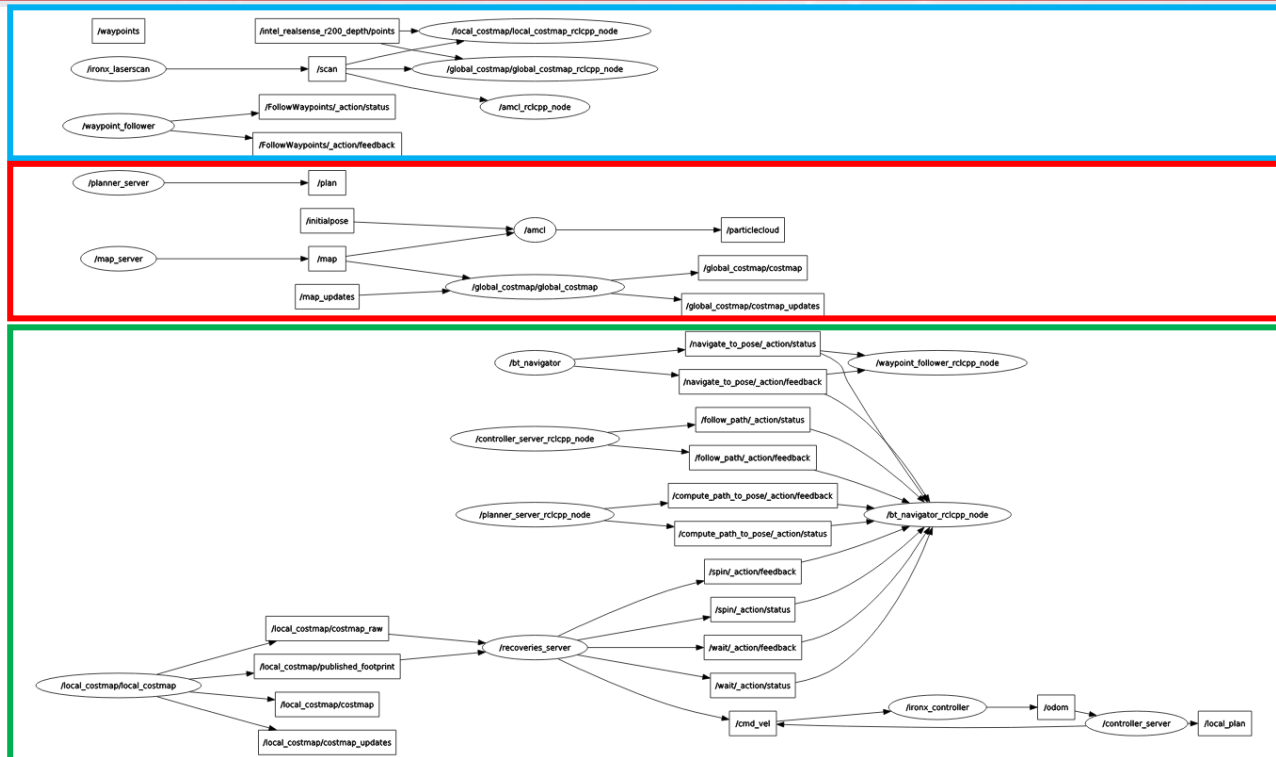 /waypoints
/intel_realsense_r200_depth/points
/local_costmap/local_costmap_rclcpp_node
/ironx_laserscan
/scan
/global_costmap/global_costmap_rclcpp_node
/FollowWaypoints/_action/status
/amcl_rclcpp_node
/waypoint_follower
/FollowWaypoints/_action/feedback
/planner_server
/plan
/initialpose
/amcl
/particlecloud
/map_server
/map
/global_costmap/costmap
/map_updates
/global_costmap/global_costmap
/global_costmap/costmap_updates
/navigate_to_pose/_action/status
/bt_navigator
/waypoint_follower_rclcpp_node
/navigate_to_pose/_action/feedback
/follow_path/_action/status
/controller_server_rclcpp_node
/follow_path/_action/feedback
/compute_path_to_pose/_action/feedback
/planner_server_rclcpp_node
/bt_navigator_rclcpp_node
/compute_path_to_pose/_action/status
/spin/_action/feedback
/spin/_action/status
/local_costmap/costmap_raw
/recoveries_server
/wait/_action/feedback
/local_costmap/published_footprint
/local_costmap/local_costmap
/wait/_action/status
/local_costmap/costmap
/ironx_controller
/odom
/cmd_vel
/controller_server
/local_plan
/local_costmap/costmap_updates